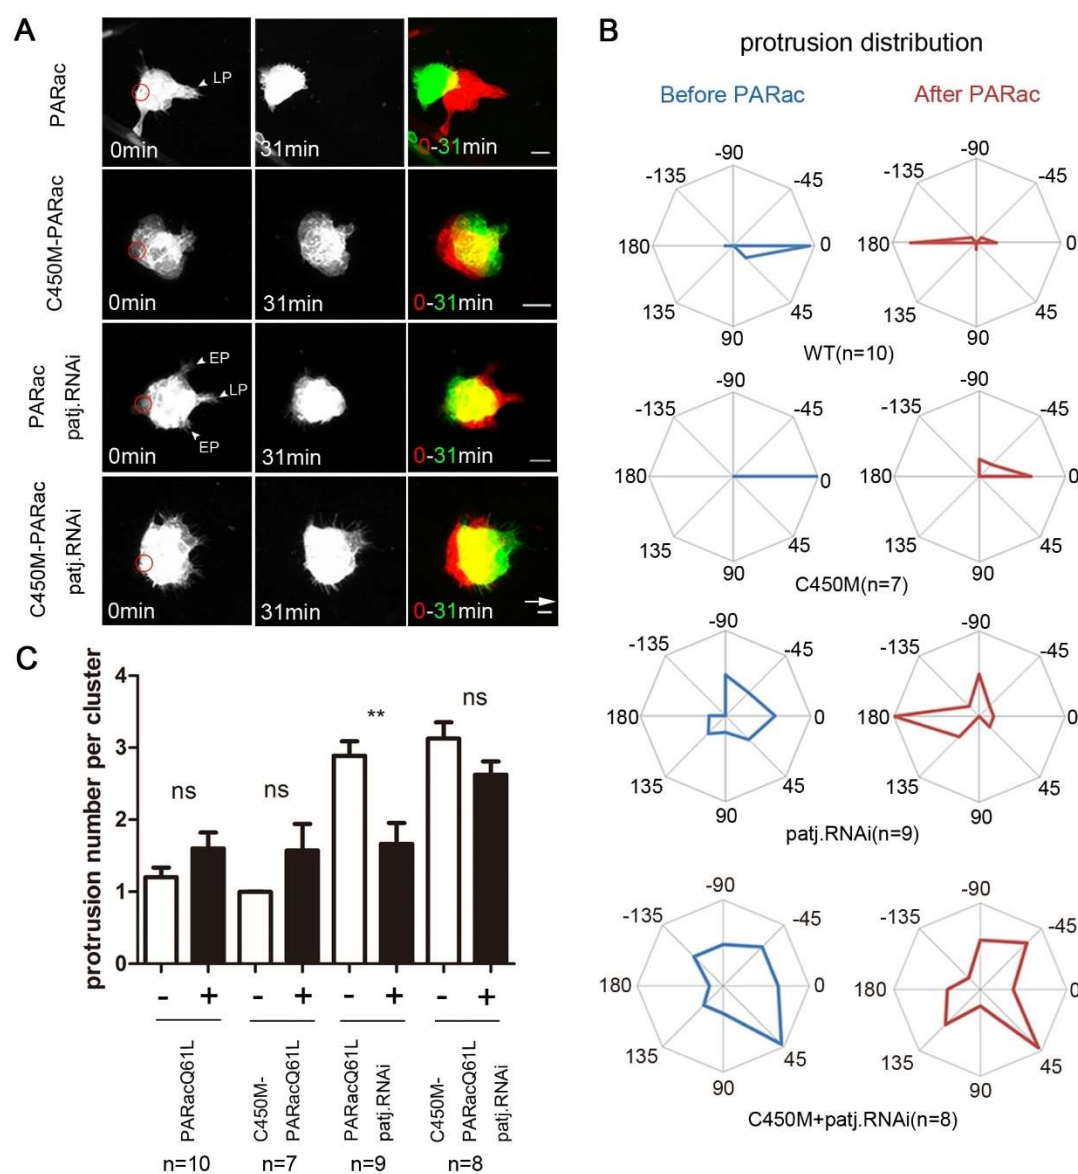 A
PARac
LP
0min
31min
0-31min
C450M-PARac
0min
31min
0-31min
PARac
patj.RNAi
EP
LP
EP
0min
31min
0-31min
C450M-PARac
patj.RNAi
0min
31min
0-31min
B
protrusion distribution
Before PARac
After PARac
-90
-135
-45
180
0
135
45
90
-90
-135
-45
180
0
135
45
90
WT(n=10)
-90
-135
-45
180
0
135
45
90
-90
-135
-45
180
0
135
45
90
C450M(n=7)
-90
-135
-45
180
0
135
45
90
-90
-135
-45
180
0
135
45
90
patj.RNAi(n=9)
-90
-135
-45
180
0
135
45
90
-90
-135
-45
180
0
135
45
90
C450M+patj.RNAi(n=8)
C
protrusion number per cluster
4
3
2
1
0
ns
ns
**
ns
- + - + - + - +
PARacQ61L
C450M-
PARacQ61L
PARacQ61L
patj.RNAi
C450M-
PARacQ61L
patj.RNAi
n=10 n=7 n=9 n=8